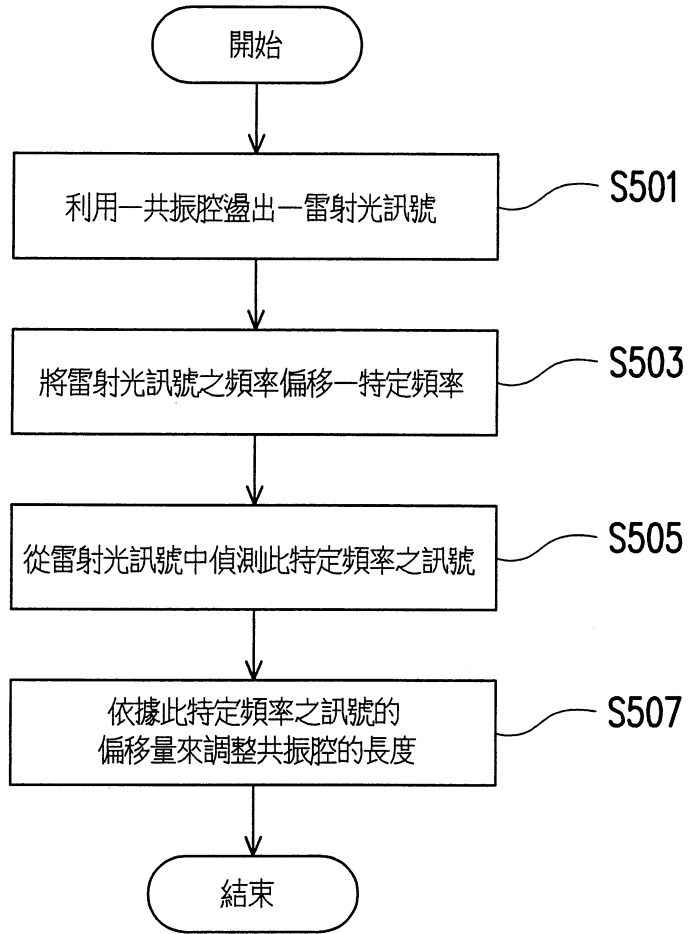 開始
利用一共振腔盪出一雷射光訊號
S501
將雷射光訊號之頻率偏移一特定頻率
S503
從雷射光訊號中偵測此特定頻率之訊號
S505
依據此特定頻率之訊號的
偏移量來調整共振腔的長度
S507
結束